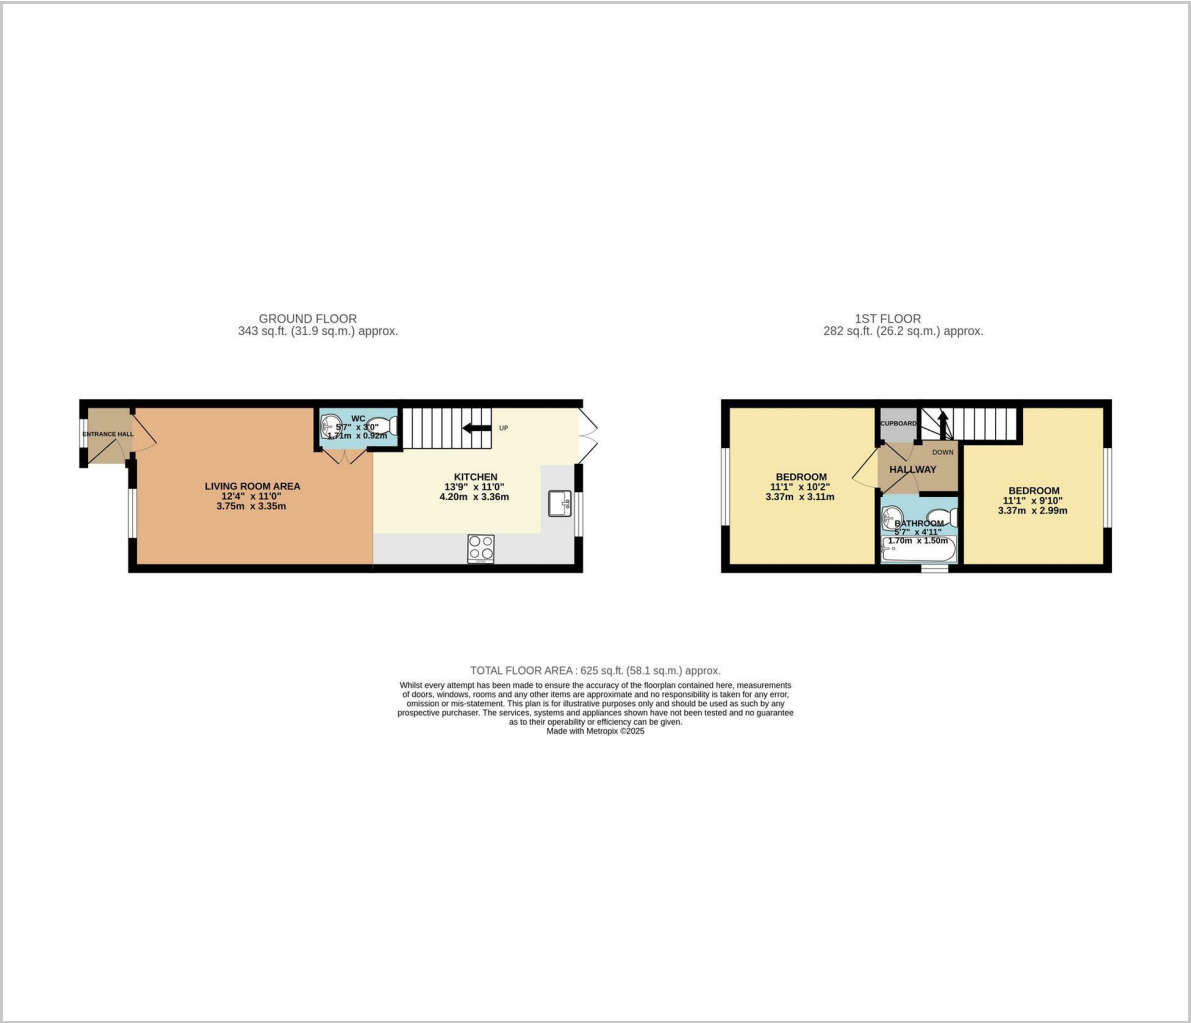 GROUND FLOOR
343 sq.ft. (31.9 sq.m.) approx.
1ST FLOOR
282 sq.ft. (26.2 sq.m.) approx.
ENTRANCE HALL
LIVING ROOM AREA
12'4" x 11'0"
3.75m x 3.35m
WC
5'7" x 3'0"
1.71m x 0.92m
UP
KITCHEN
13'9" x 11'0"
4.20m x 3.36m
BEDROOM
11'1" x 10'2"
3.37m x 3.11m
CUPBOARD
DOWN
HALLWAY
BATHROOM
5'7" x 4'11"
1.70m x 1.50m
BEDROOM
11'1" x 9'10"
3.37m x 2.99m
TOTAL FLOOR AREA : 625 sq.ft. (58.1 sq.m.) approx.
Whilst every attempt has been made to ensure the accuracy of the floorplan contained here, measurements
of doors, windows, rooms and any other items are approximate and no responsibility is taken for any error,
omission or mis-statement. This plan is for illustrative purposes only and should be used as such by any
prospective purchaser. The services, systems and appliances shown have not been tested and no guarantee
as to their operability or efficiency can be given.
Made with Metropix ©2025